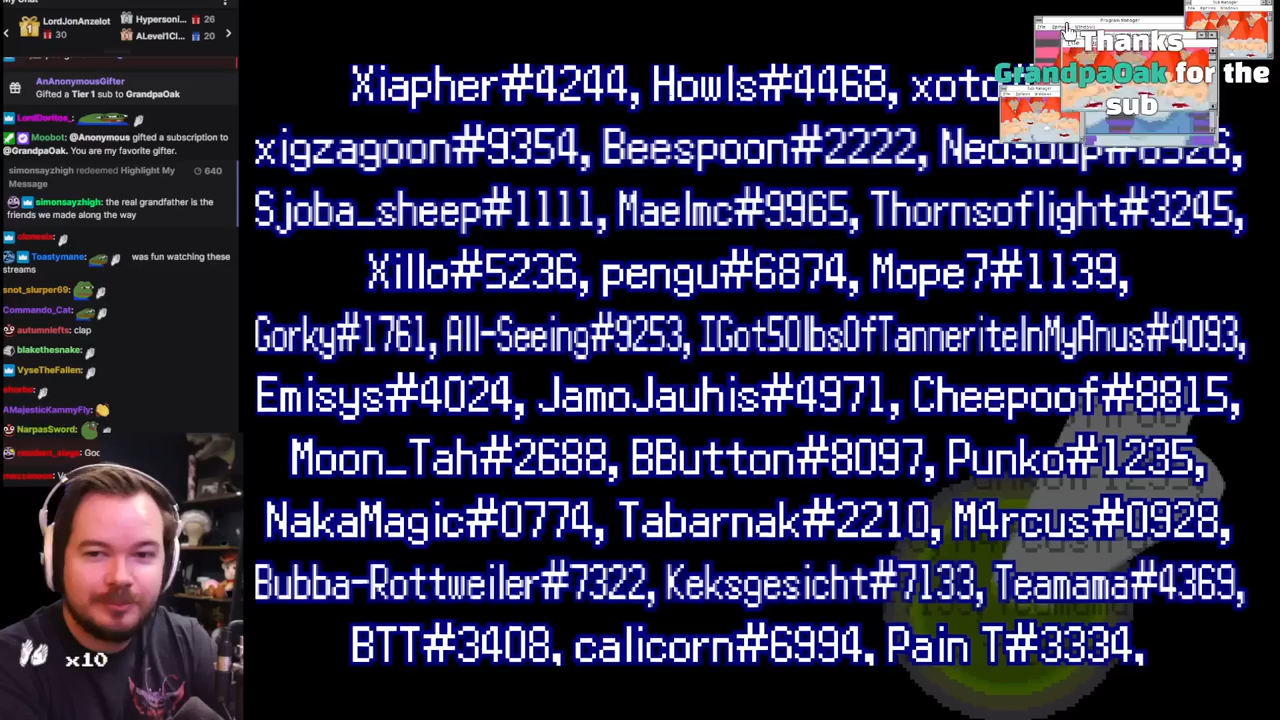 My Chat
LordJonAnzelot
30
Hypersoni... 26
ALevel1Cl... 20
AnAnonymousGifter
Gifted a Tier 1 sub to GrandpaOak
LordDoritos_:
Moobot: @Anonymous gifted a subscription to
@GrandpaOak. You are my favorite gifter.
simonsayzhigh redeemed Highlight My
Message
640
simonsayzhigh: the real grandfather is the
friends we made along the way
Toastymane: was fun watching these
streams
snot_slurper69:
Commando_Cat:
autumnlefts: clap
blakethesnake:
VyseTheFallen:
AMajesticKammyFly:
NarpasSword:
x10
Thanks
GrandpaOak for the
sub
Program Manager
Xiapher#4244, Howls#4468,
xigzagoon#9354, Beespoon#2222,
Sjoba_sheep#1111, Maelmc#9965, Thornsoflight#3245,
Xillo#5236, pengu#6874, Mope7#1139,
Gorky#1761, All-Seeing#9253, IGot50lbsOfTanneriteInMyAnus#4093,
Emisys#4024, JamoJauhis#4971, Cheepoof#8815,
Moon_Tah#2688, BButton#8097, Punko#1235,
NakaMagic#0774, Tabarnak#2210, M4rcus#0928,
Bubba-Rottweiler#7322, Keksgesicht#7133, Teamama#4369,
BTT#3408, calicorn#6994, Pain T#3334,